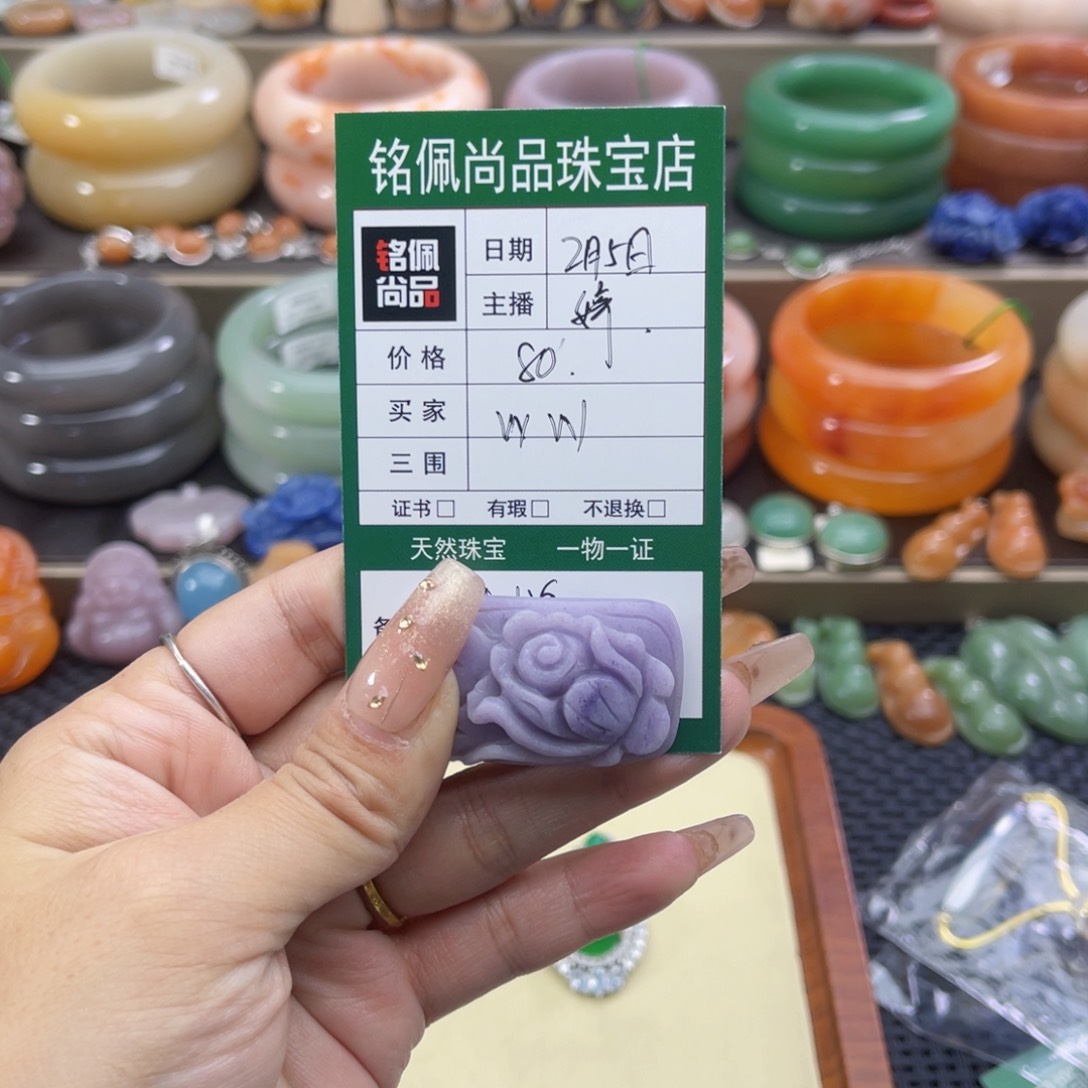 铭佩尚品珠宝店
铭佩
尚品
日期 2月5日
主播 婷
价格 80.
买家 W W
三围
证书□ 有瑕□ 不退换□
天然珠宝 一物一证